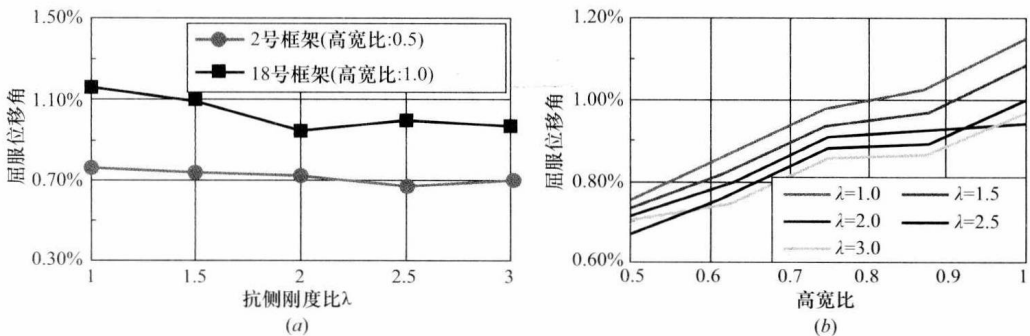 1.50%
1.10%
0.70%
0.30%
屈服位移角
2号框架(高宽比:0.5)
18号框架(高宽比:1.0)
1 1.5 2 2.5 3
抗侧刚度比λ
(a)
1.20%
1.00%
0.80%
0.60%
屈服位移角
λ=1.0 λ=1.5
λ=2.0 λ=2.5
λ=3.0
0.5 0.6 0.7 0.8 0.9 1
高宽比
(b)